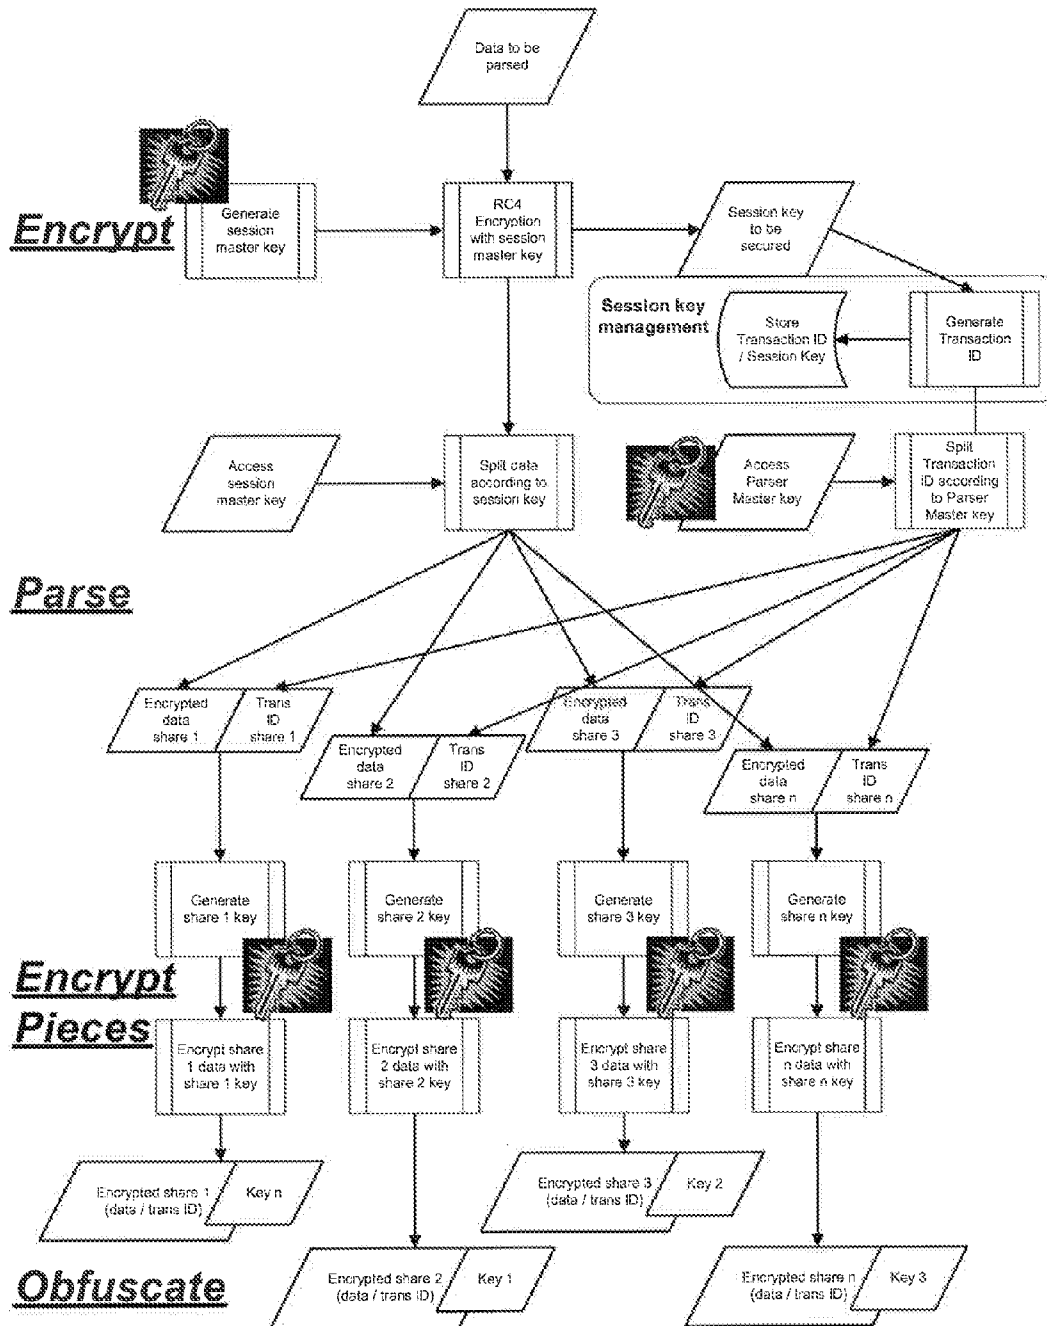 Data to be
parsed
Encrypt
Generate
session
master key
RC4
Encryption
with session
master key
Session key
to be
secured
Session key
management
Store
Transaction ID
/ Session Key
Generate
Transaction
ID
Access
session
master key
Split data
according to
session key
Access
Parser
Master key
Split
Transaction
ID according
to Parser
Master key
Parse
Encrypted
data
share 1
Trans
ID
share 1
Encrypted
data
share 2
Trans
ID
share 2
Encrypted
data
share 3
Trans
ID
share 3
Encrypted
data
share n
Trans
ID
share n
Generate
share 1 key
Generate
share 2 key
Generate
share 3 key
Generate
share n key
Encrypt
Pieces
Encrypt share
1 data with
share 1 key
Encrypt share
2 data with
share 2 key
Encrypt share
3 data with
share 3 key
Encrypt share
n data with
share n key
Encrypted share 1
(data / trans ID)
Key n
Encrypted share 3
(data / trans ID)
Key 2
Obfuscate
Encrypted share 2
(data / trans ID)
Key 1
Encrypted share n
(data / trans ID)
Key 3